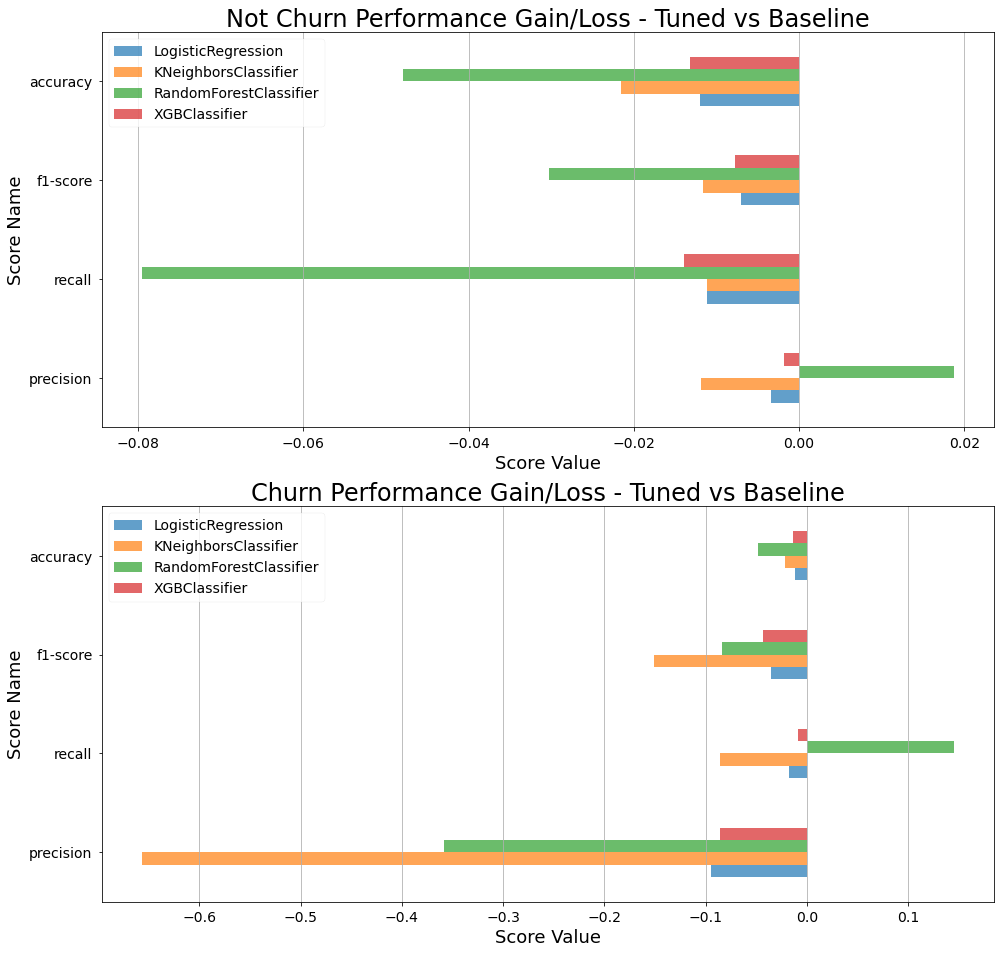 Not Churn Performance Gain/Loss - Tuned vs Baseline
LogisticRegression
KNeighborsClassifier
RandomForestClassifier
XGBClassifier
Score Name
accuracy
f1-score
recall
precision
−0.08 −0.06 −0.04 −0.02 0.00 0.02
Score Value
Churn Performance Gain/Loss - Tuned vs Baseline
LogisticRegression
KNeighborsClassifier
RandomForestClassifier
XGBClassifier
Score Name
accuracy
f1-score
recall
precision
−0.6 −0.5 −0.4 −0.3 −0.2 −0.1 0.0 0.1
Score Value